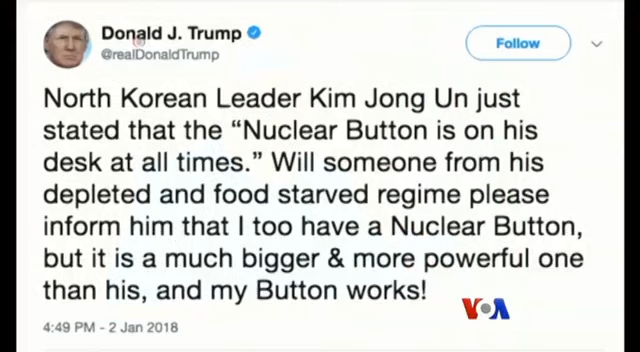 Donald J. Trump
@realDonaldTrump
Follow
North Korean Leader Kim Jong Un just
stated that the “Nuclear Button is on his
desk at all times.” Will someone from his
depleted and food starved regime please
inform him that I too have a Nuclear Button,
but it is a much bigger & more powerful one
than his, and my Button works!
VOA
4:49 PM - 2 Jan 2018